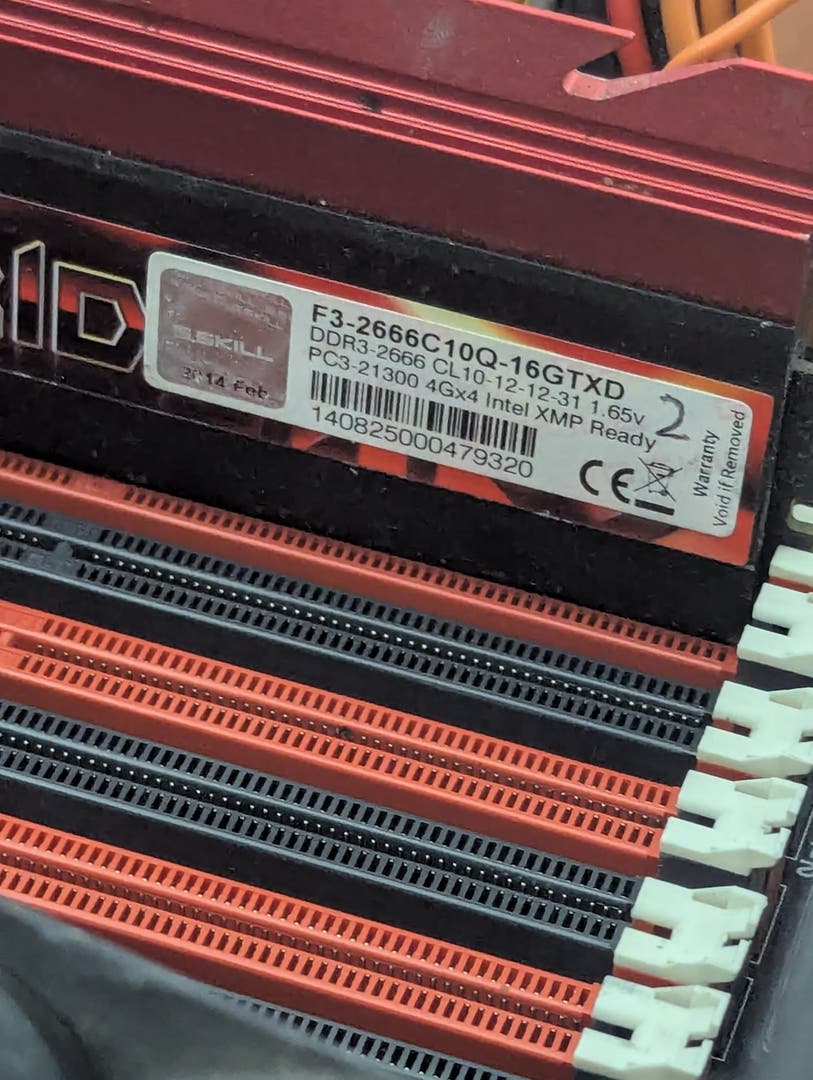 G.SKILL
2014 Feb
F3-2666C10Q-16GTXD
DDR3-2666 CL10-12-12-31 1.65v
PC3-21300 4Gx4 Intel XMP Ready
1408250000479320
2
CE
Warranty
Void if Removed